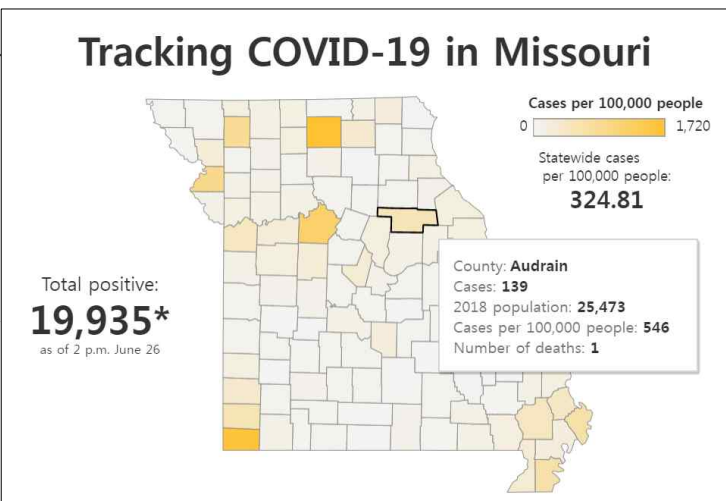 Tracking COVID-19 in Missouri
Cases per 100,000 people
0 1,720
Statewide cases
per 100,000 people:
324.81
Total positive:
19,935*
as of 2 p.m. June 26
County: Audrain
Cases: 139
2018 population: 25,473
Cases per 100,000 people: 546
Number of deaths: 1